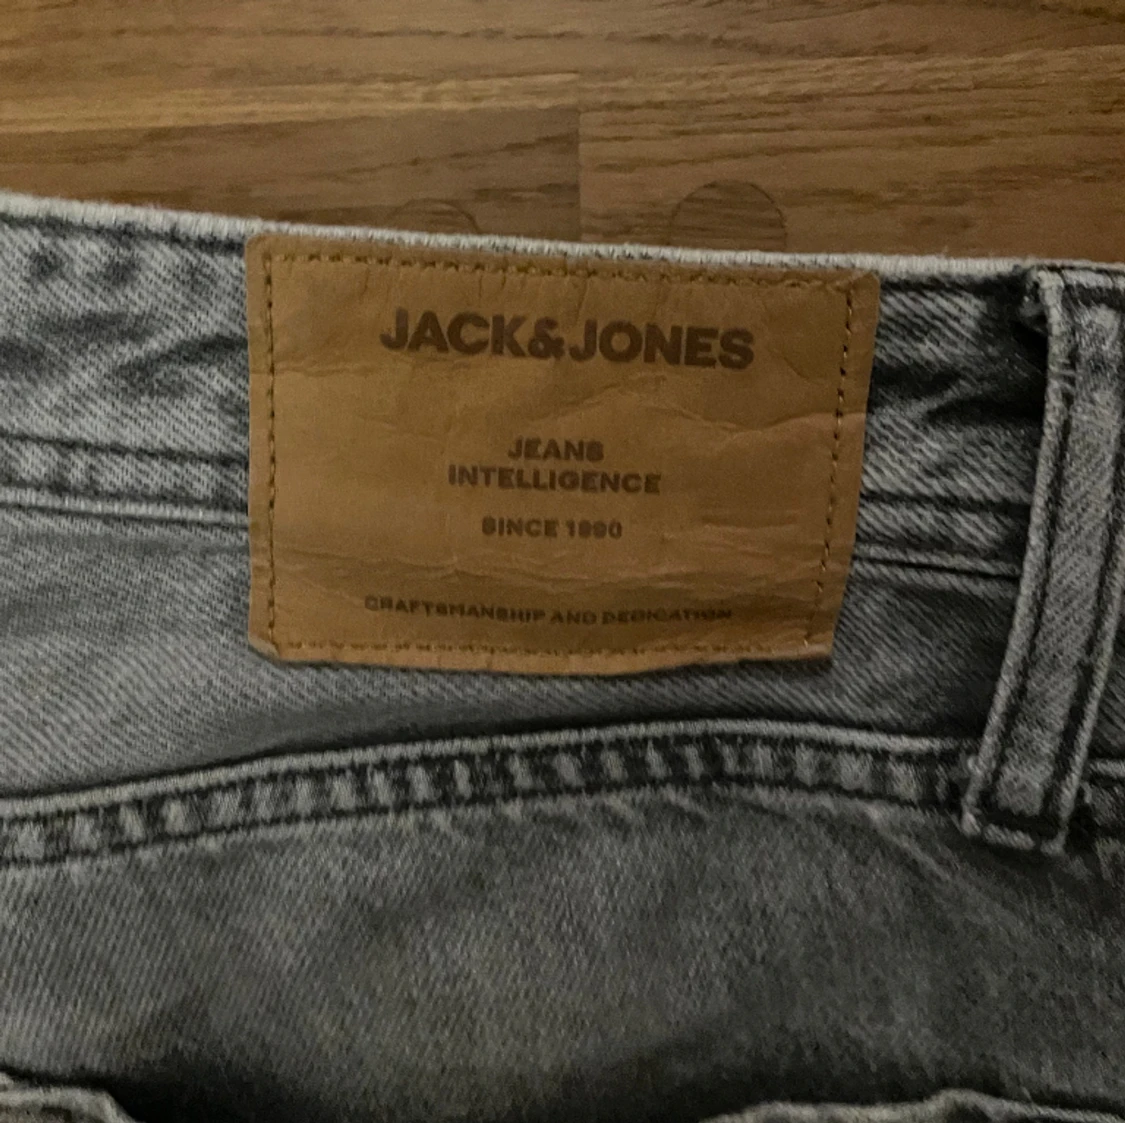 JACK&JONES
JEANS
INTELLIGENCE
SINCE 1990
CRAFTSMANSHIP AND DEDICATION